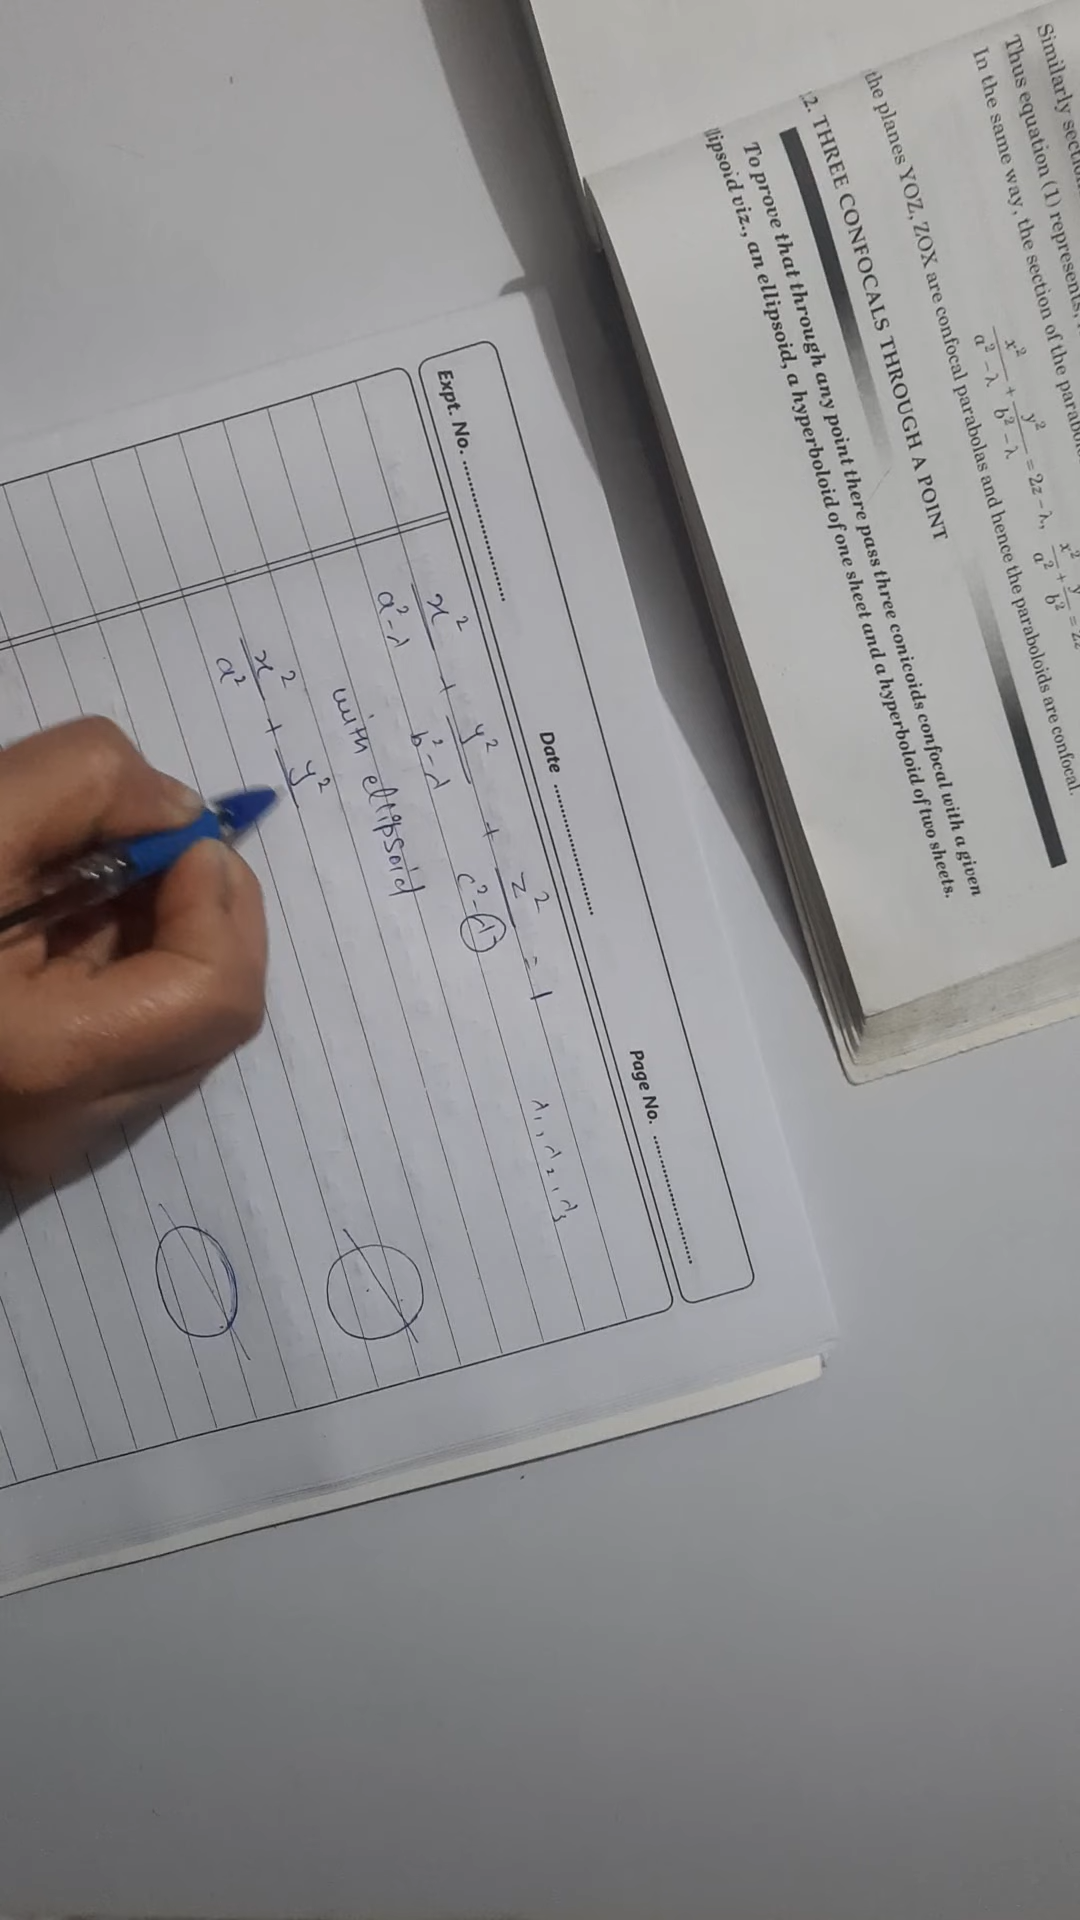 Similarly
Thus equation (1) represents,
In the same way, the section of the
x²/(a² – λ) + y²/(b² – λ) = 2z – λ, x²/a² + y²/b²
the planes YOZ, ZOX are confocal parabolas and hence the paraboloids are confocal.
2. THREE CONFOCALS THROUGH A POINT
To prove that through any point there pass three conicoids confocal with a given
llipsoid viz., an ellipsoid, a hyperboloid of one sheet and a hyperboloid of two sheets.
Expt. No. Date Page No.
x²/(a²-λ) + y²/(b²-λ) + z²/(c²-λ) = 1 λ₁, λ₂, λ₃
with ellipsoid
x²/a² + y²